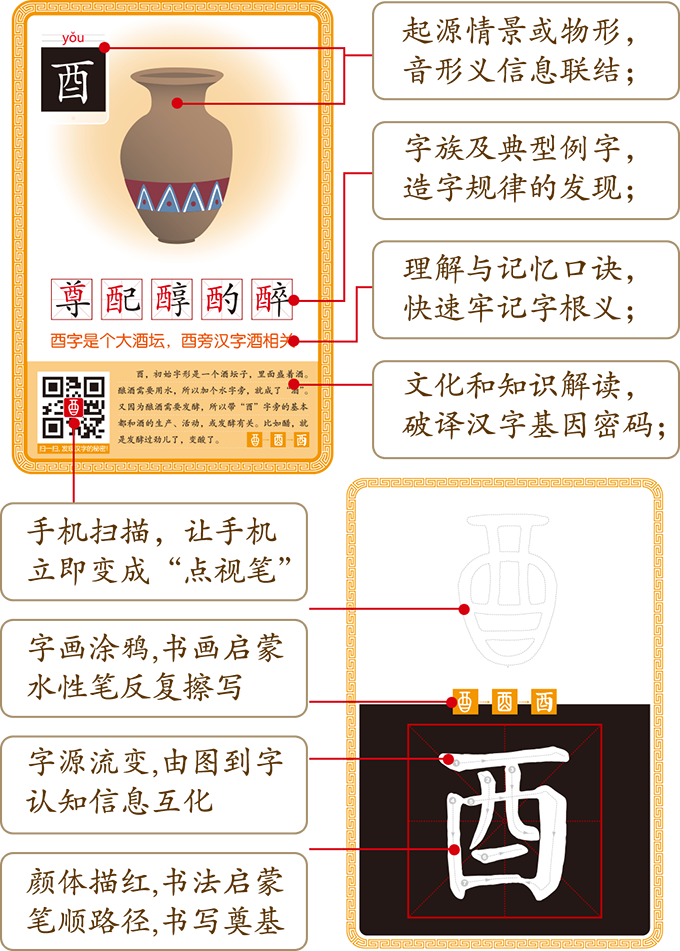 yǒu
酉
尊配醇酌醉
酉字是个大酒坛，酉旁汉字酒相关
酉，初始字形是一个酒坛子，里面盛着酒。
酿酒需要用水，所以加个水字旁，就成了“酒”。
又因为酿酒需要发酵，所以带“酉”字旁的基本
都和酒的生产、活动，或发酵有关。比如醋，就
是发酵过劲儿了，变酸了。
扫一扫，发现汉字的秘密！
起源情景或物形，
音形义信息联结；
字族及典型例字，
造字规律的发现；
理解与记忆口诀，
快速牢记字根义；
文化和知识解读，
破译汉字基因密码；
手机扫描，让手机
立即变成“点视笔”
字画涂鸦,书画启蒙
水性笔反复擦写
字源流变,由图到字
认知信息互化
颜体描红,书法启蒙
笔顺路径,书写奠基
酉